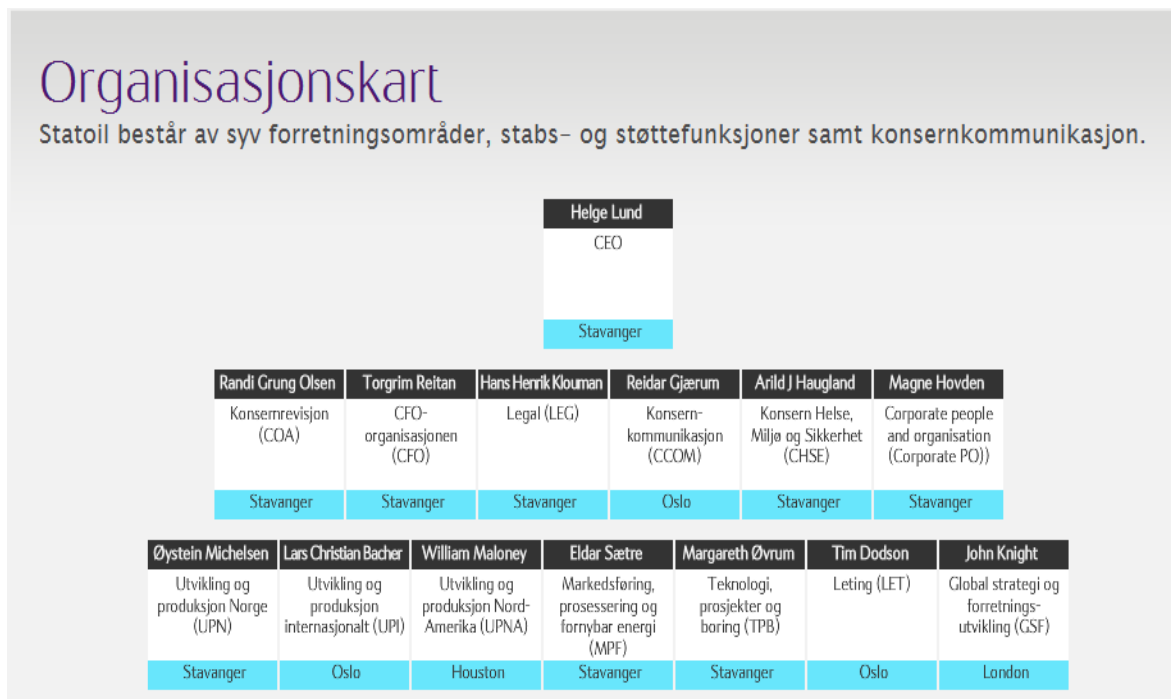 Organisasjonskart
Statoil består av syv forretningsområder, stabs- og støttefunksjoner samt konsernkommunikasjon.
Helge Lund
CEO
Stavanger
Randi Grung Olsen
Konsernrevisjon
(COA)
Stavanger
Torgrim Reitan
CFO-
organisasjonen
(CFO)
Stavanger
Hans Henrik Klouman
Legal (LEG)
Stavanger
Reidar Gjærum
Konsern-
kommunikasjon
(CCOM)
Oslo
Arild J Haugland
Konsern Helse,
Miljø og Sikkerhet
(CHSE)
Stavanger
Magne Hovden
Corporate people
and organisation
(Corporate PO))
Stavanger
Øystein Michelsen
Utvikling og
produksjon Norge
(UPN)
Stavanger
Lars Christian Bacher
Utvikling og
produksjon
internasjonalt (UPI)
Oslo
William Maloney
Utvikling og
produksjon Nord-
Amerika (UPNA)
Houston
Eldar Sætre
Markedsføring,
prosessering og
fornybar energi
(MPF)
Stavanger
Margareth Øvrum
Teknologi,
prosjekter og
boring (TPB)
Stavanger
Tim Dodson
Leting (LET)
Oslo
John Knight
Global strategi og
forretnings-
utvikling (GSF)
London